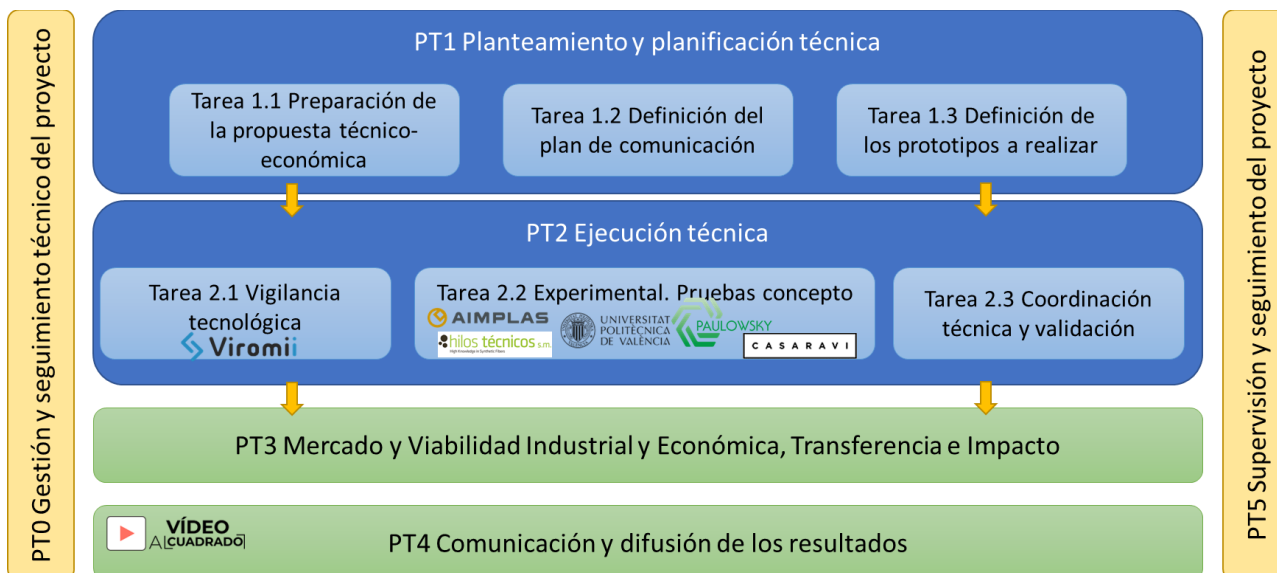 PT0 Gestión y seguimiento técnico del proyecto
PT1 Planteamiento y planificación técnica
Tarea 1.1 Preparación de
la propuesta técnico-
económica
Tarea 1.2 Definición del
plan de comunicación
Tarea 1.3 Definición de
los prototipos a realizar
PT2 Ejecución técnica
Tarea 2.1 Vigilancia
tecnológica
Viromii
Tarea 2.2 Experimental. Pruebas concepto
AIMPLAS
hilos técnicos s.m.
High Knowledge in Synthetic Fibers
UNIVERSITAT
POLITÈCNICA
DE VALÈNCIA
PAULOWSKY
CASARAVI
Tarea 2.3 Coordinación
técnica y validación
PT3 Mercado y Viabilidad Industrial y Económica, Transferencia e Impacto
VÍDEO
ALCUADRADO
PT4 Comunicación y difusión de los resultados
PT5 Supervisión y seguimiento del proyecto